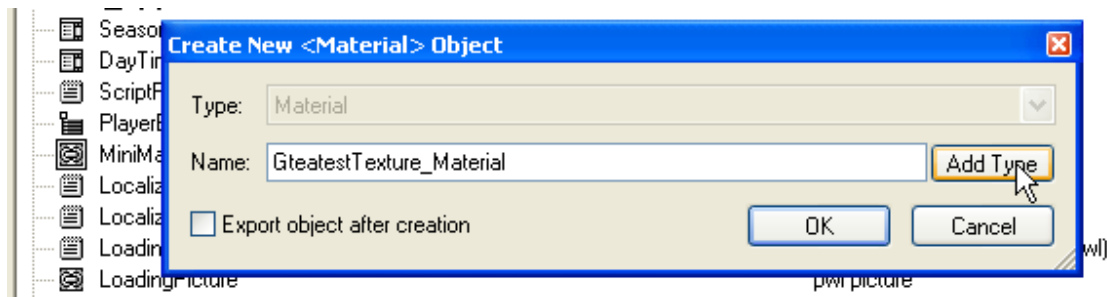 Season
Create New <Material> Object
DayTim
ScriptF
Type: Material
PlayerE
MiniMa
Name: GteatestTexture_Material Add Type
Localiz
Localiz
Export object after creation OK Cancel
Loadin
wl)
LoadingPicture pwl picture